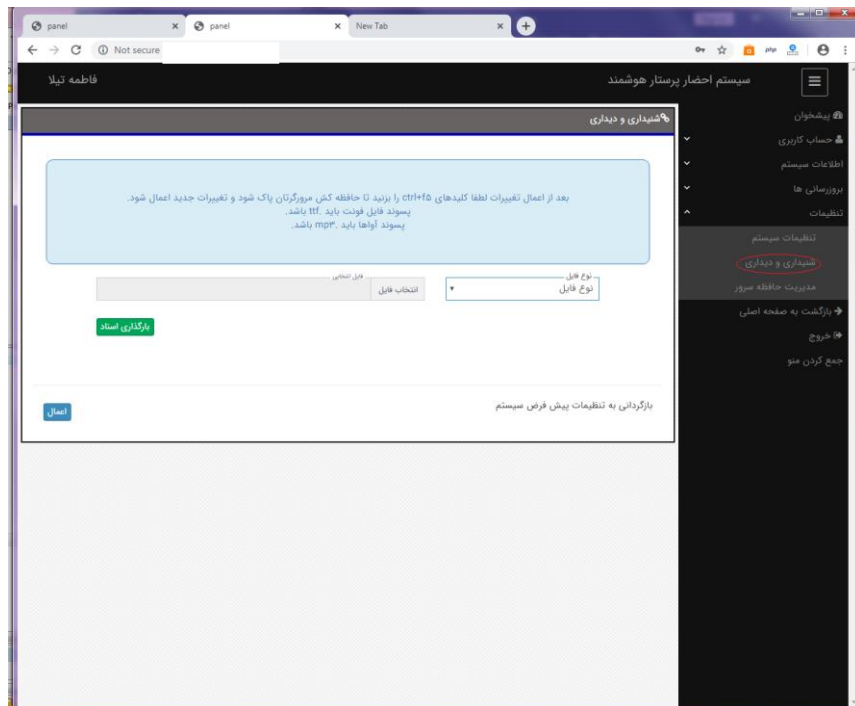 panel
panel
New Tab
Not secure
سیستم احضار پرستار هوشمند
فاطمه تیلا
پیشخوان
حساب کاربری
اطلاعات سیستم
بروزرسانی ها
تنظیمات
تنظیمات سیستم
شنیداری و دیداری
مدیریت حافظه سرور
بازگشت به صفحه اصلی
خروج
جمع کردن منو
شنیداری و دیداری
بعد از اعمال تغییرات لطفا کلیدهای ctrl+f۵ را بزنید تا حافظه کش مرورگرتان پاک شود و تغییرات جدید اعمال شود.
پسوند فایل فونت باید .ttf باشد.
پسوند آواها باید .mp۳ باشد.
نوع فایل
نوع فایل
فایل انتخابی
انتخاب فایل
بارگذاری اسناد
بازگردانی به تنظیمات پیش فرض سیستم
اعمال